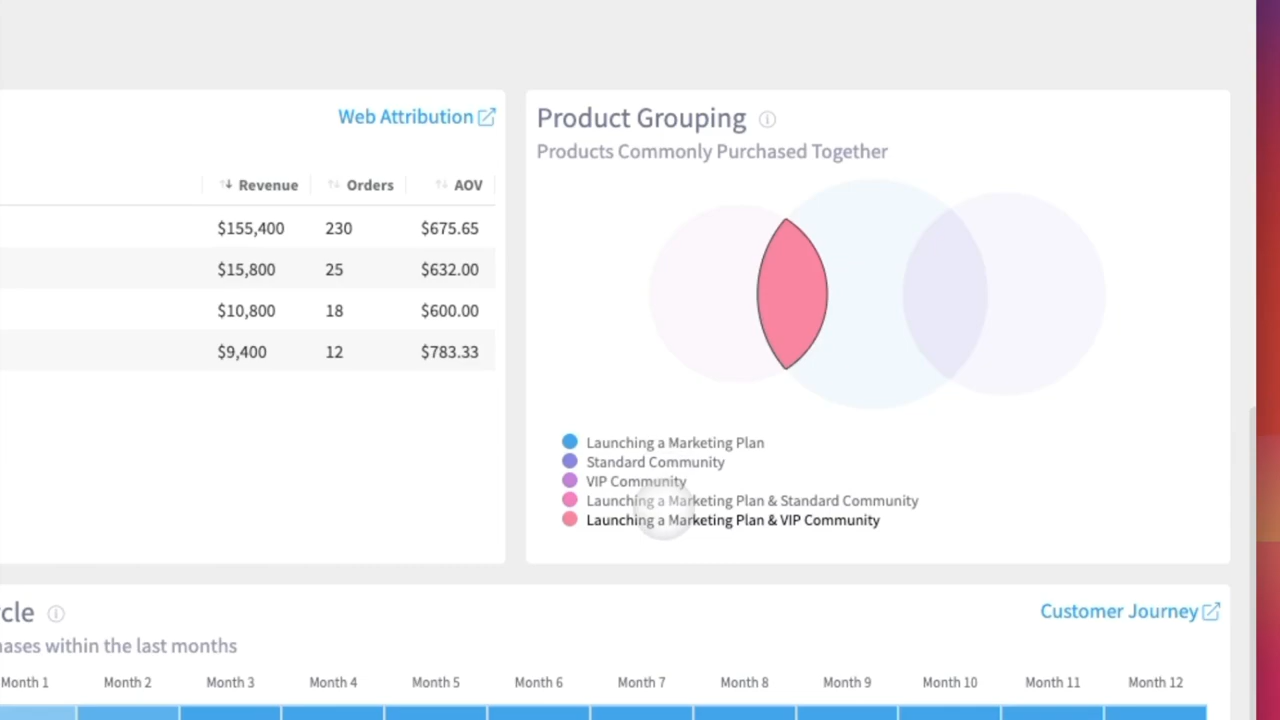 Web Attribution
Revenue Orders AOV
$155,400 230 $675.65
$15,800 25 $632.00
$10,800 18 $600.00
$9,400 12 $783.33
Product Grouping
Products Commonly Purchased Together
Launching a Marketing Plan
Standard Community
VIP Community
Launching a Marketing Plan & Standard Community
Launching a Marketing Plan & VIP Community
rcle
Customer Journey
hases within the last months
Month 1 Month 2 Month 3 Month 4 Month 5 Month 6 Month 7 Month 8 Month 9 Month 10 Month 11 Month 12